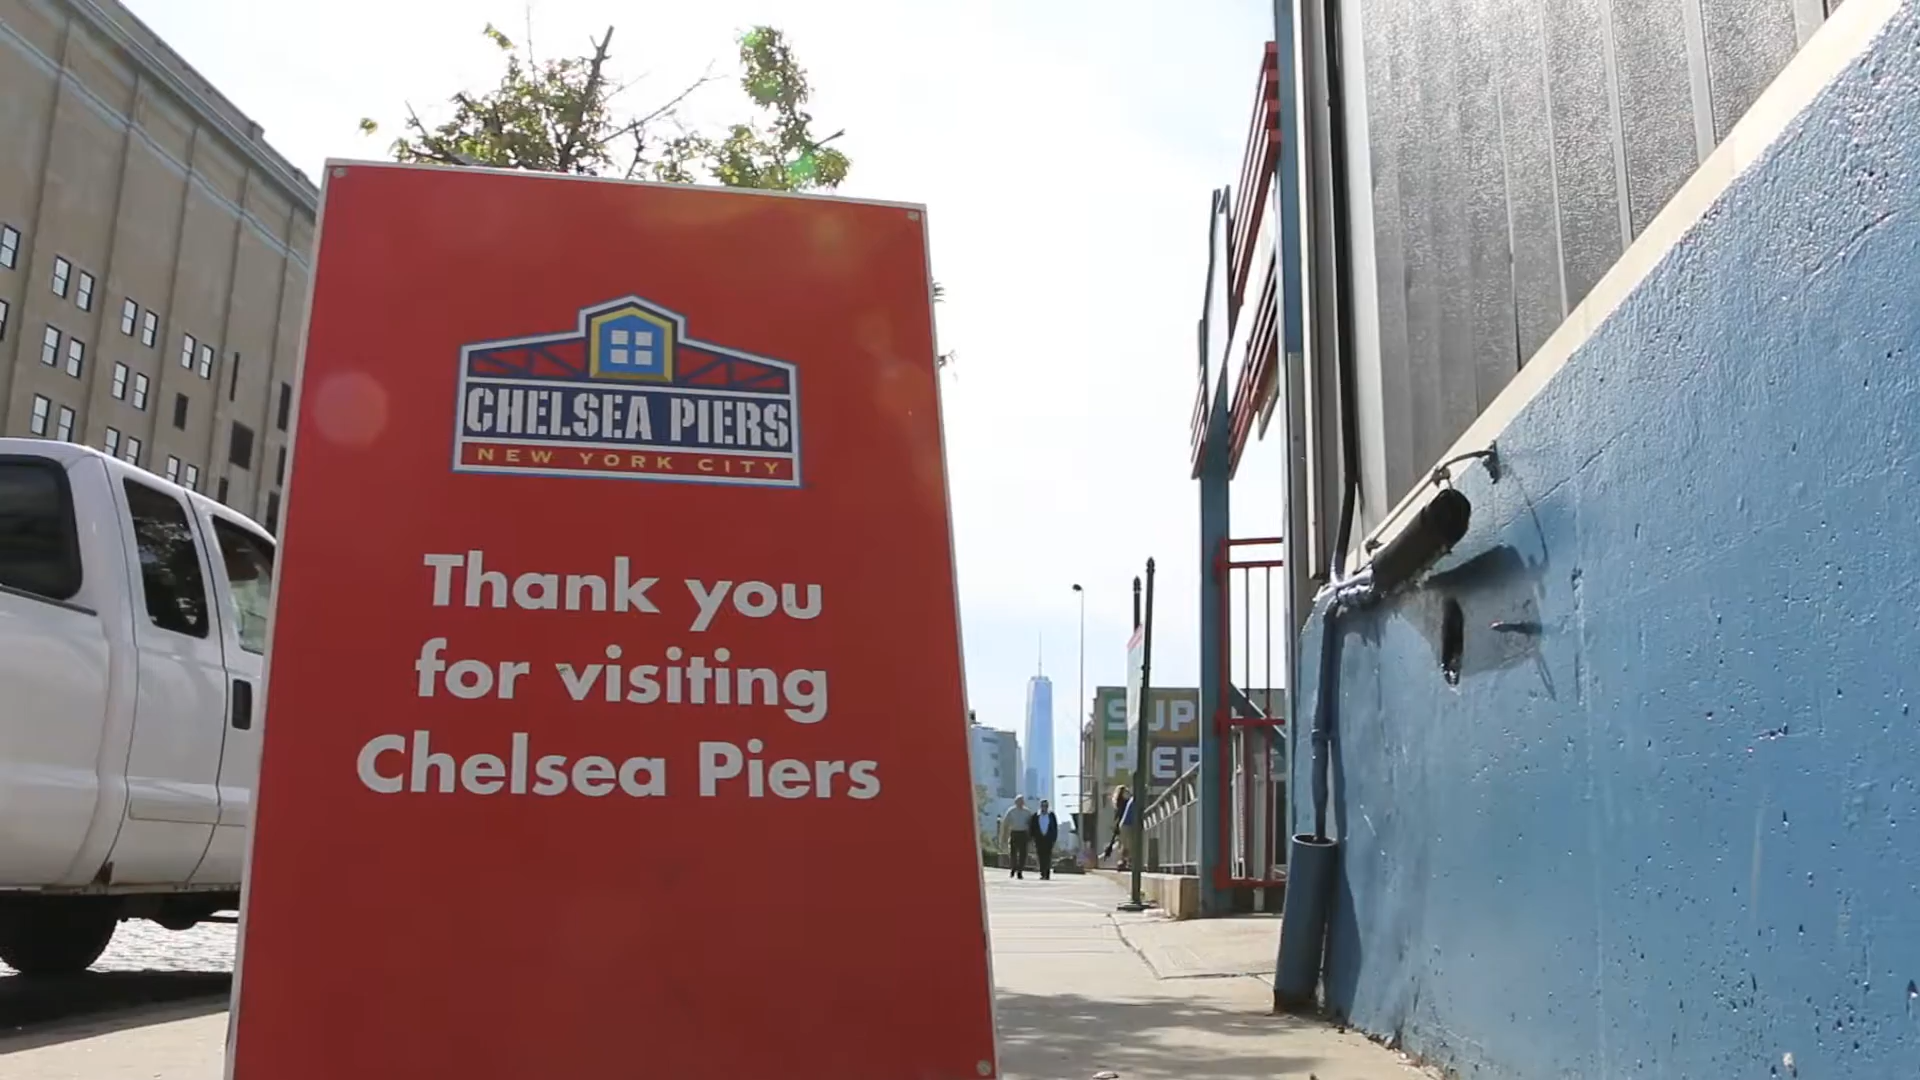 CHELSEA PIERS
NEW YORK CITY
Thank you
for visiting
Chelsea Piers